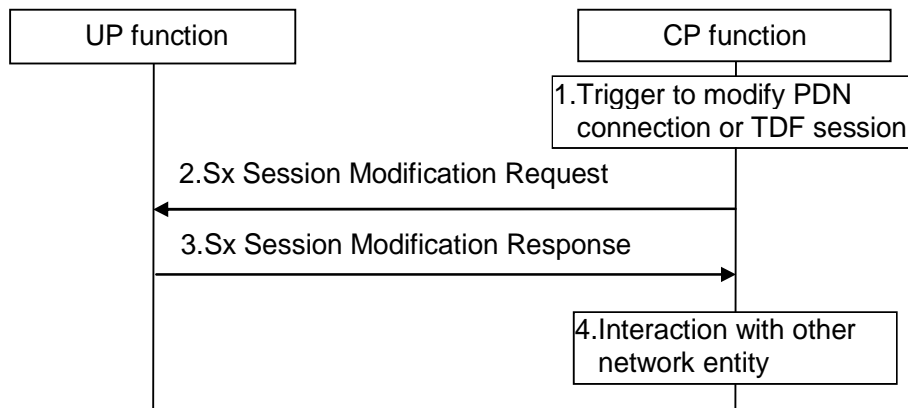 UP function
CP function
1.Trigger to modify PDN
connection or TDF session
2.Sx Session Modification Request
3.Sx Session Modification Response
4.Interaction with other
network entity